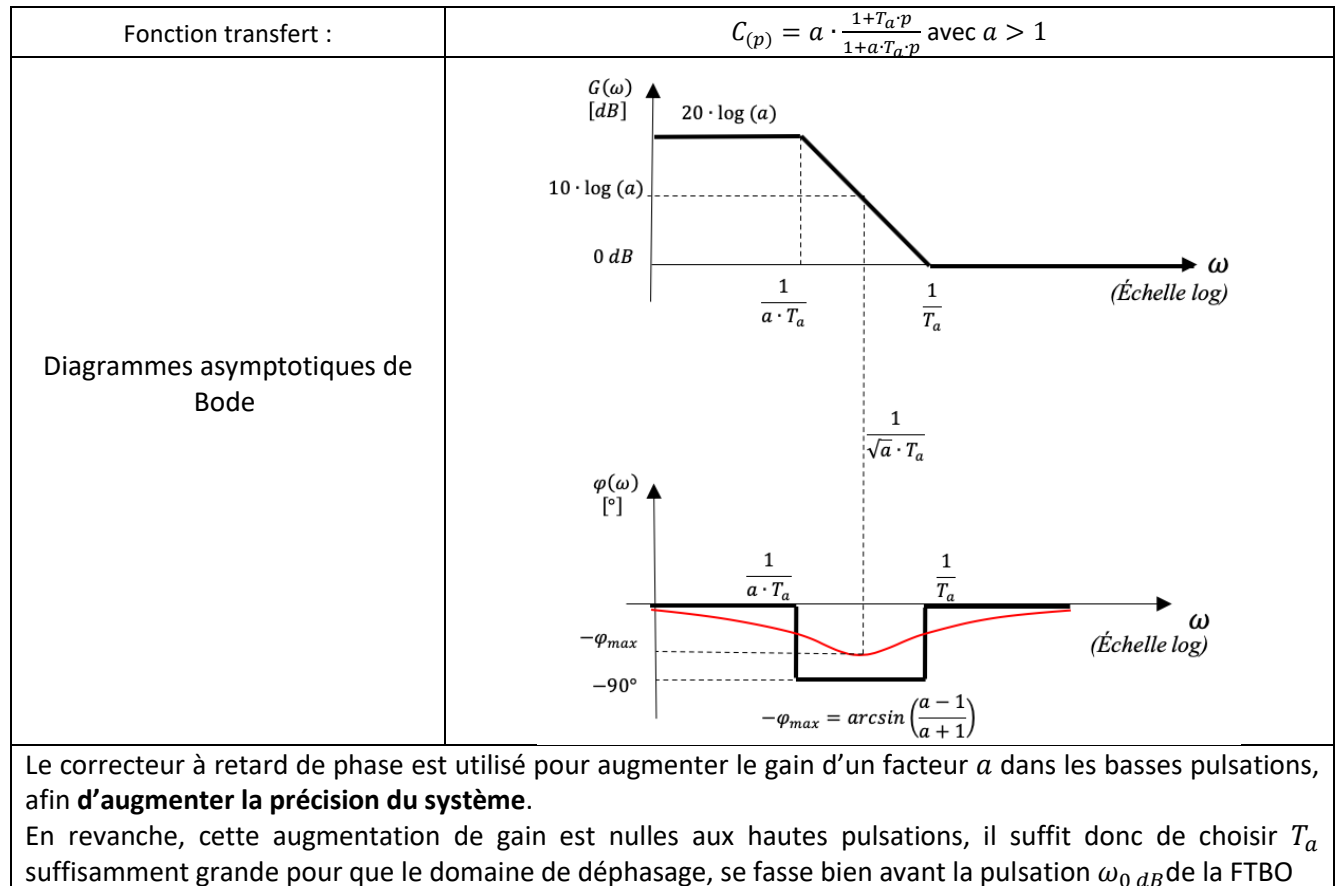 Fonction transfert :
C(p) = a · (1+Tₐ·p)/(1+a·Tₐ·p) avec a > 1
Diagrammes asymptotiques de
Bode
G(ω)
[dB]
20 · log (a)
10 · log (a)
0 dB
1/(a · Tₐ)
1/Tₐ
ω
(Échelle log)
1/(√a · Tₐ)
φ(ω)
[°]
1/(a · Tₐ)
1/Tₐ
ω
(Échelle log)
−φmax
−90°
−φmax = arcsin((a − 1)/(a + 1))
Le correcteur à retard de phase est utilisé pour augmenter le gain d’un facteur a dans les basses pulsations,
afin d’augmenter la précision du système.
En revanche, cette augmentation de gain est nulles aux hautes pulsations, il suffit donc de choisir Tₐ
suffisamment grande pour que le domaine de déphasage, se fasse bien avant la pulsation ω0 dB de la FTBO